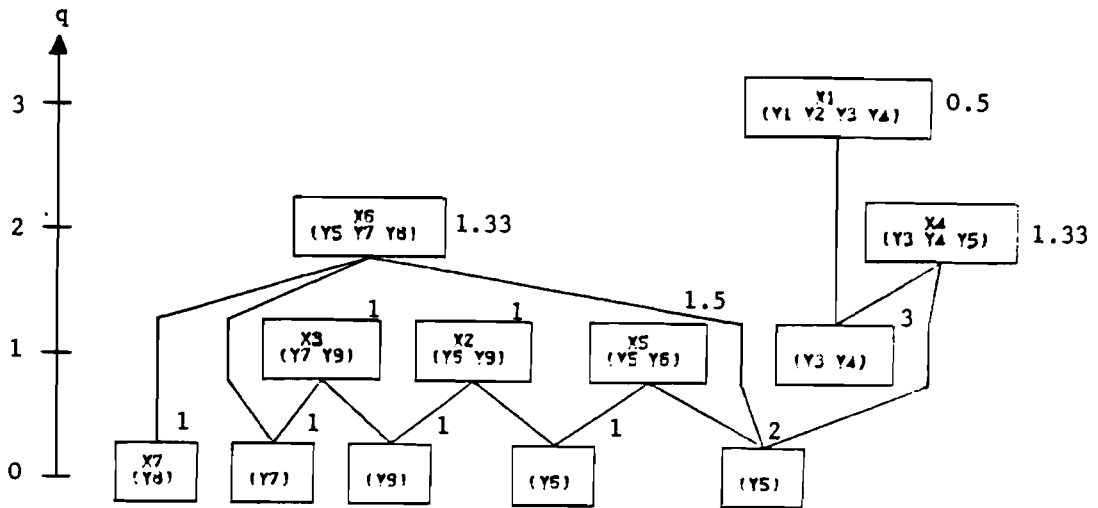 q
3
X1
(Y1 Y2 Y3 Y4)
0.5
2
X6
(Y5 Y7 Y8)
1.33
X4
(Y3 Y4 Y5)
1.33
1.5
1
X3
(Y7 Y9)
1
X2
(Y6 Y9)
1
X5
(Y5 Y6)
3
(Y3 Y4)
0
X7
(Y8)
1
(Y7)
1
(Y9)
1
(Y6)
1
(Y5)
2